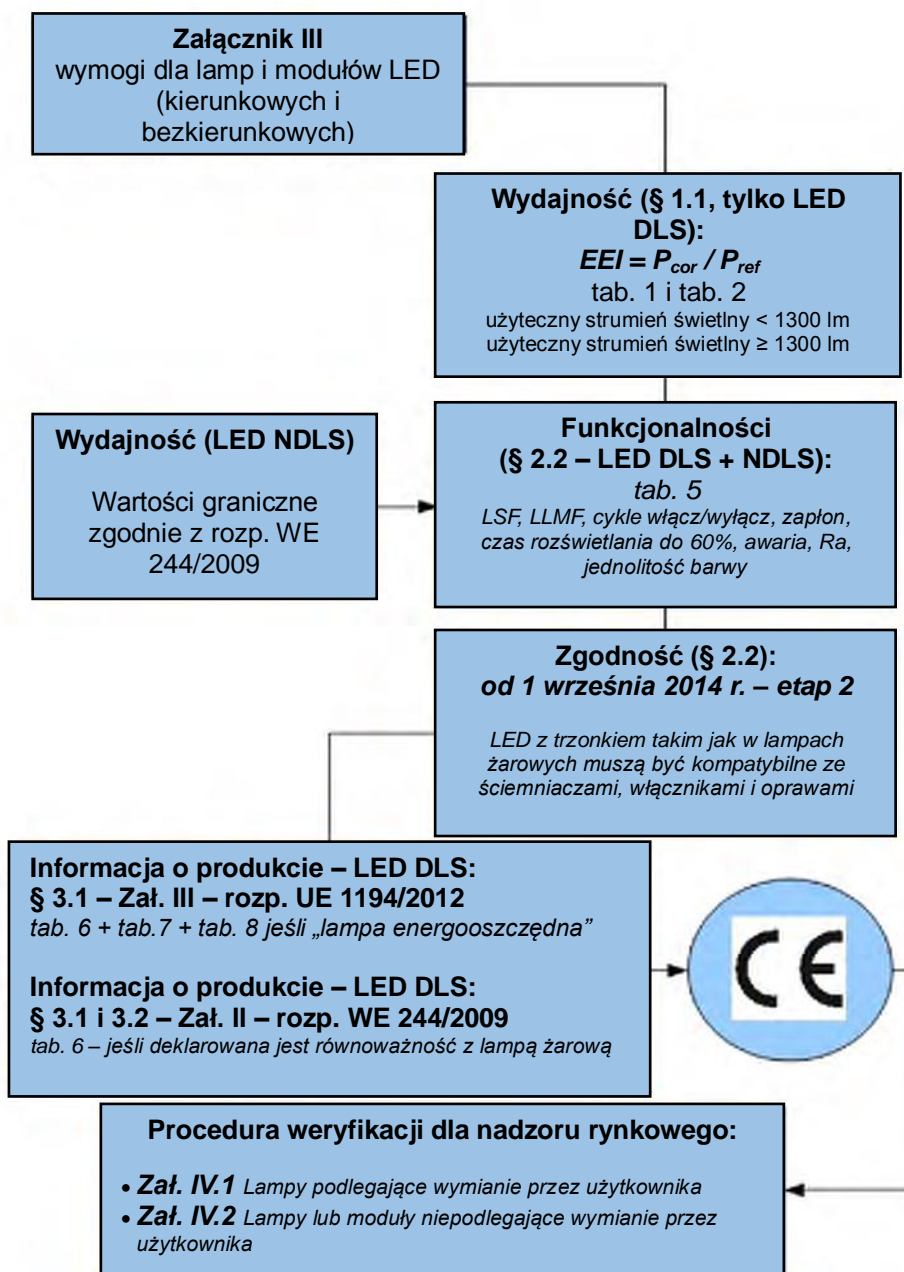 Załącznik III
wymogi dla lamp i modułów LED
(kierunkowych i
bezkierunkowych)
Wydajność (§ 1.1, tylko LED
DLS):
EEI = Pcor / Pref
tab. 1 i tab. 2
użyteczny strumień świetlny < 1300 lm
użyteczny strumień świetlny ≥ 1300 lm
Wydajność (LED NDLS)
Wartości graniczne
zgodnie z rozp. WE
244/2009
Funkcjonalności
(§ 2.2 – LED DLS + NDLS):
tab. 5
LSF, LLMF, cykle włącz/wyłącz, zapłon,
czas rozświetlania do 60%, awaria, Ra,
jednolitość barwy
Zgodność (§ 2.2):
od 1 września 2014 r. – etap 2
LED z trzonkiem takim jak w lampach
żarowych muszą być kompatybilne ze
ściemniaczami, włącznikami i oprawami
Informacja o produkcie – LED DLS:
§ 3.1 – Zał. III – rozp. UE 1194/2012
tab. 6 + tab.7 + tab. 8 jeśli „lampa energooszczędna”
Informacja o produkcie – LED DLS:
§ 3.1 i 3.2 – Zał. II – rozp. WE 244/2009
tab. 6 – jeśli deklarowana jest równoważność z lampą żarową
CE
Procedura weryfikacji dla nadzoru rynkowego:
• Zał. IV.1 Lampy podlegające wymianie przez użytkownika
• Zał. IV.2 Lampy lub moduły niepodlegające wymianie przez
użytkownika